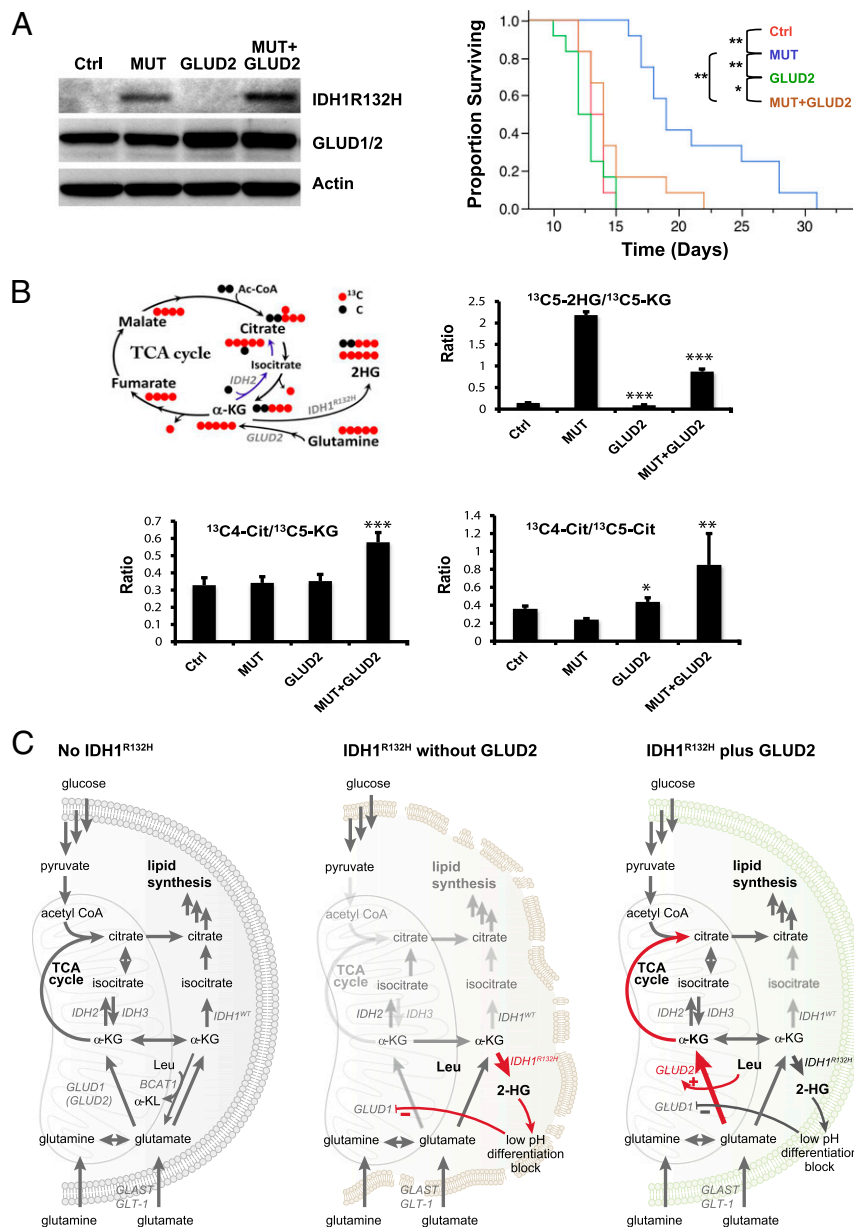 A
Ctrl MUT GLUD2 MUT+
GLUD2
IDH1R132H
GLUD1/2
Actin
Proportion Surviving
1.0
0.8
0.6
0.4
0.2
0.0
10 15 20 25 30
Time (Days)
Ctrl
MUT
GLUD2
MUT+GLUD2
**
**
**
*
B
Ac-CoA
¹³C
C
Malate
Citrate
TCA cycle
Isocitrate
2HG
IDH2
Fumarate
IDH1R132H
α-KG
GLUD2
Glutamine
¹³C5-2HG/¹³C5-KG
Ratio
2.5
2
1.5
1
0.5
0
***
***
Ctrl MUT GLUD2 MUT+GLUD2
¹³C4-Cit/¹³C5-KG
Ratio
0.7
0.6
0.5
0.4
0.3
0.2
0.1
0
***
Ctrl MUT GLUD2 MUT+GLUD2
¹³C4-Cit/¹³C5-Cit
Ratio
1.4
1.2
1
0.8
0.6
0.4
0.2
0
*
**
Ctrl MUT GLUD2 MUT+GLUD2
C
No IDH1R132H
glucose
pyruvate
lipid
synthesis
acetyl CoA
citrate
citrate
TCA
cycle
isocitrate
isocitrate
IDH2
IDH3
IDH1WT
α-KG
α-KG
Leu
BCAT1
α-KL
GLUD1
(GLUD2)
glutamine
glutamate
GLAST
GLT-1
glutamine
glutamate
IDH1R132H without GLUD2
glucose
pyruvate
lipid
synthesis
acetyl CoA
citrate
citrate
TCA
cycle
isocitrate
isocitrate
IDH2
IDH3
IDH1WT
α-KG
α-KG
IDH1R132H
Leu
2-HG
GLUD1
–
glutamine
glutamate
low pH
differentiation
block
GLAST
GLT-1
glutamine
glutamate
IDH1R132H plus GLUD2
glucose
pyruvate
lipid
synthesis
acetyl CoA
citrate
citrate
TCA
cycle
isocitrate
isocitrate
IDH2
IDH3
IDH1WT
α-KG
α-KG
IDH1R132H
Leu
GLUD2
+
2-HG
GLUD1
–
glutamine
glutamate
low pH
differentiation
block
GLAST
GLT-1
glutamine
glutamate